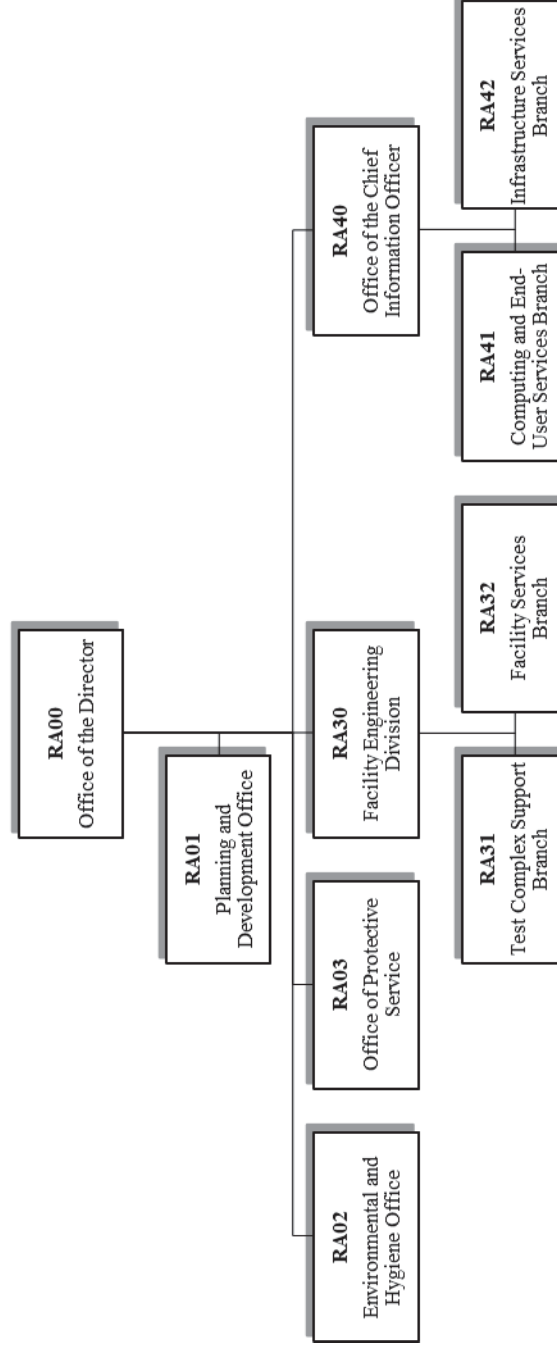 RA00
Office of the Director
RA01
Planning and
Development Office
RA02
Environmental and
Hygiene Office
RA03
Office of Protective
Service
RA30
Facility Engineering
Division
RA40
Office of the Chief
Information Officer
RA31
Test Complex Support
Branch
RA32
Facility Services
Branch
RA41
Computing and End-
User Services Branch
RA42
Infrastructure Services
Branch